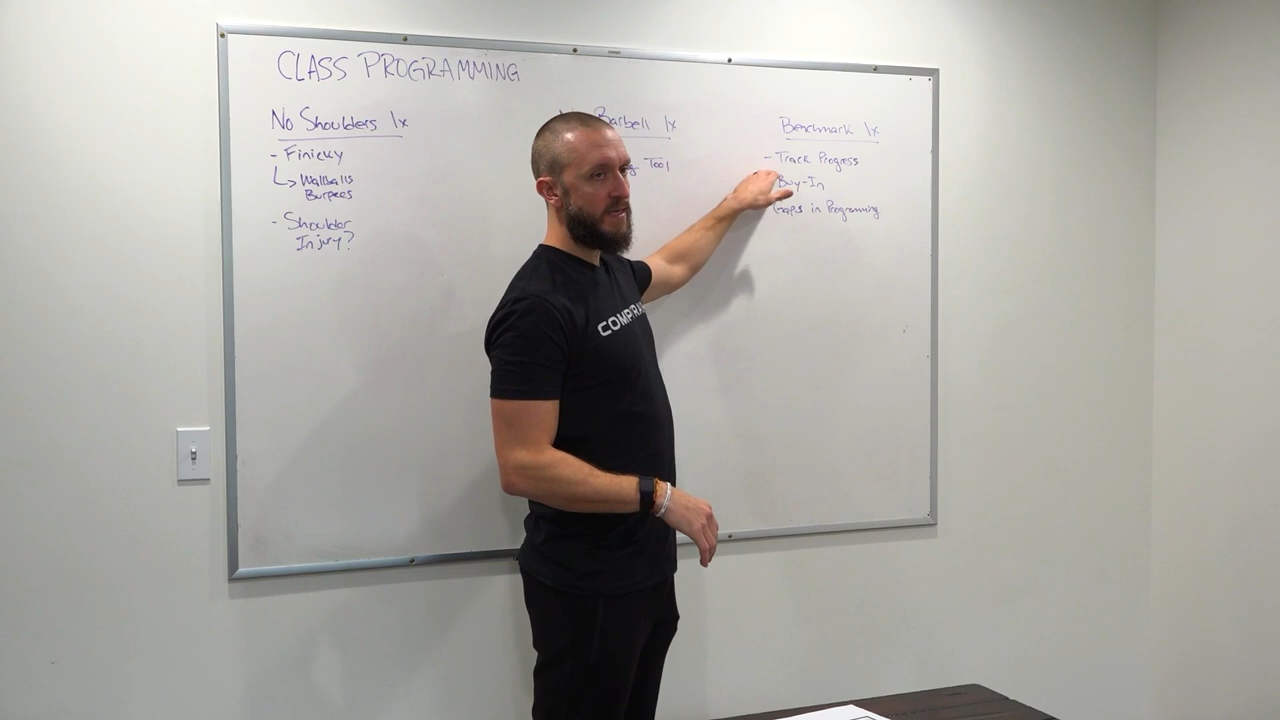 CLASS PROGRAMMING
No Shoulders 1x
- Finicky
Wallballs
Burpees
- Shoulder
Injury?
Barbell 1x
Tool
Benchmark 1x
- Track Progress
Buy-In
Gaps in Programming